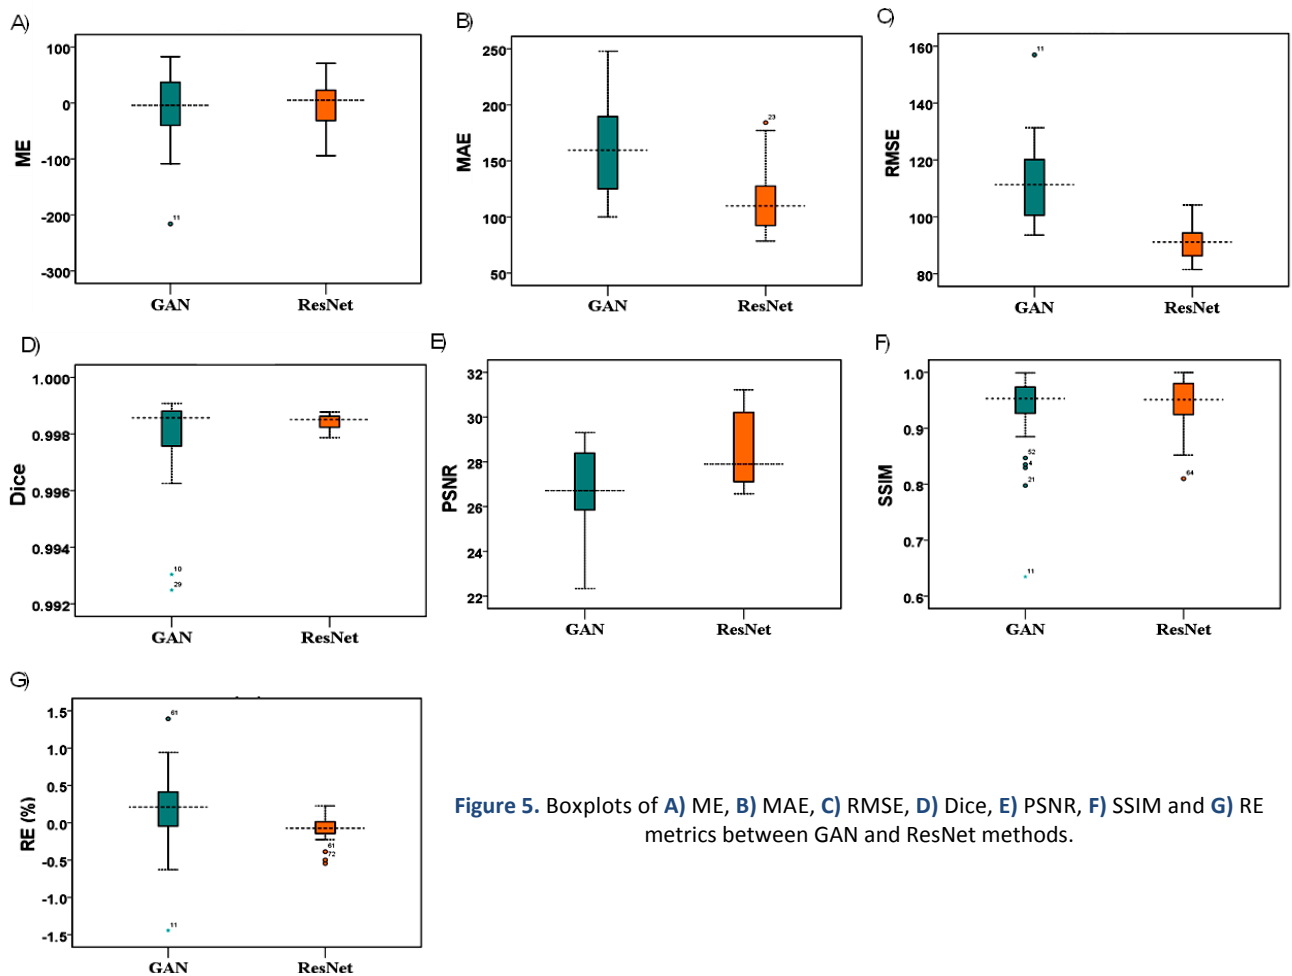 A)
ME
100
0
-100
-200
-300
11
GAN ResNet
B)
MAE
250
200
150
100
50
23
GAN ResNet
C)
RMSE
160
140
120
100
80
11
GAN ResNet
D)
Dice
1.000
0.998
0.996
0.994
0.992
10
29
GAN ResNet
E)
PSNR
32
30
28
26
24
22
GAN ResNet
F)
SSIM
1.0
0.9
0.8
0.7
0.6
52
4
21
11
64
GAN ResNet
G)
RE (%)
1.5
1.0
0.5
0.0
-0.5
-1.0
-1.5
61
11
61
72
GAN ResNet
Figure 5. Boxplots of A) ME, B) MAE, C) RMSE, D) Dice, E) PSNR, F) SSIM and G) RE
metrics between GAN and ResNet methods.